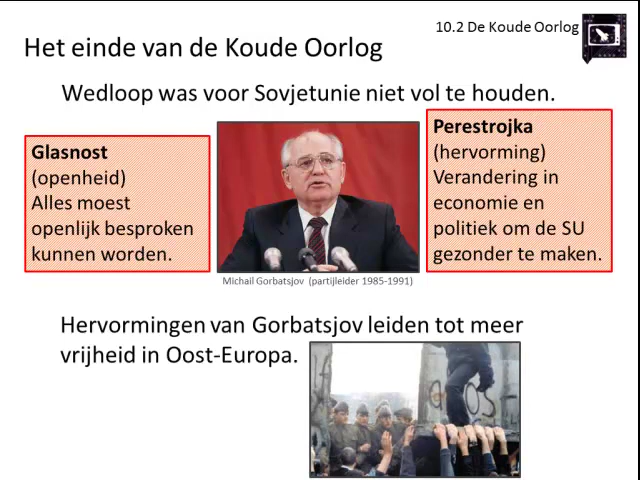 10.2 De Koude Oorlog
Het einde van de Koude Oorlog
Wedloop was voor Sovjetunie niet vol te houden.
Glasnost
(openheid)
Alles moest
openlijk besproken
kunnen worden.
Perestrojka
(hervorming)
Verandering in
economie en
politiek om de SU
gezonder te maken.
Michail Gorbatsjov (partijleider 1985-1991)
Hervormingen van Gorbatsjov leiden tot meer
vrijheid in Oost-Europa.